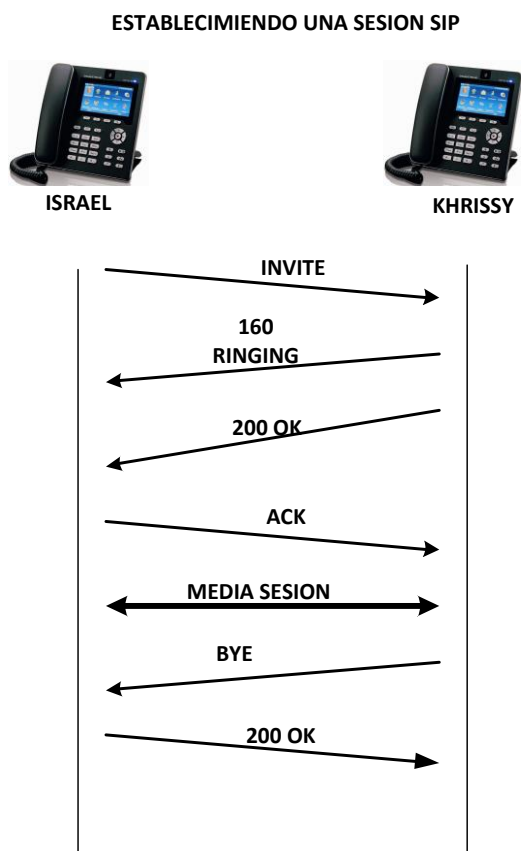 ESTABLECIMIENDO UNA SESION SIP
ISRAEL
KHRISSY
INVITE
160
RINGING
200 OK
ACK
MEDIA SESION
BYE
200 OK